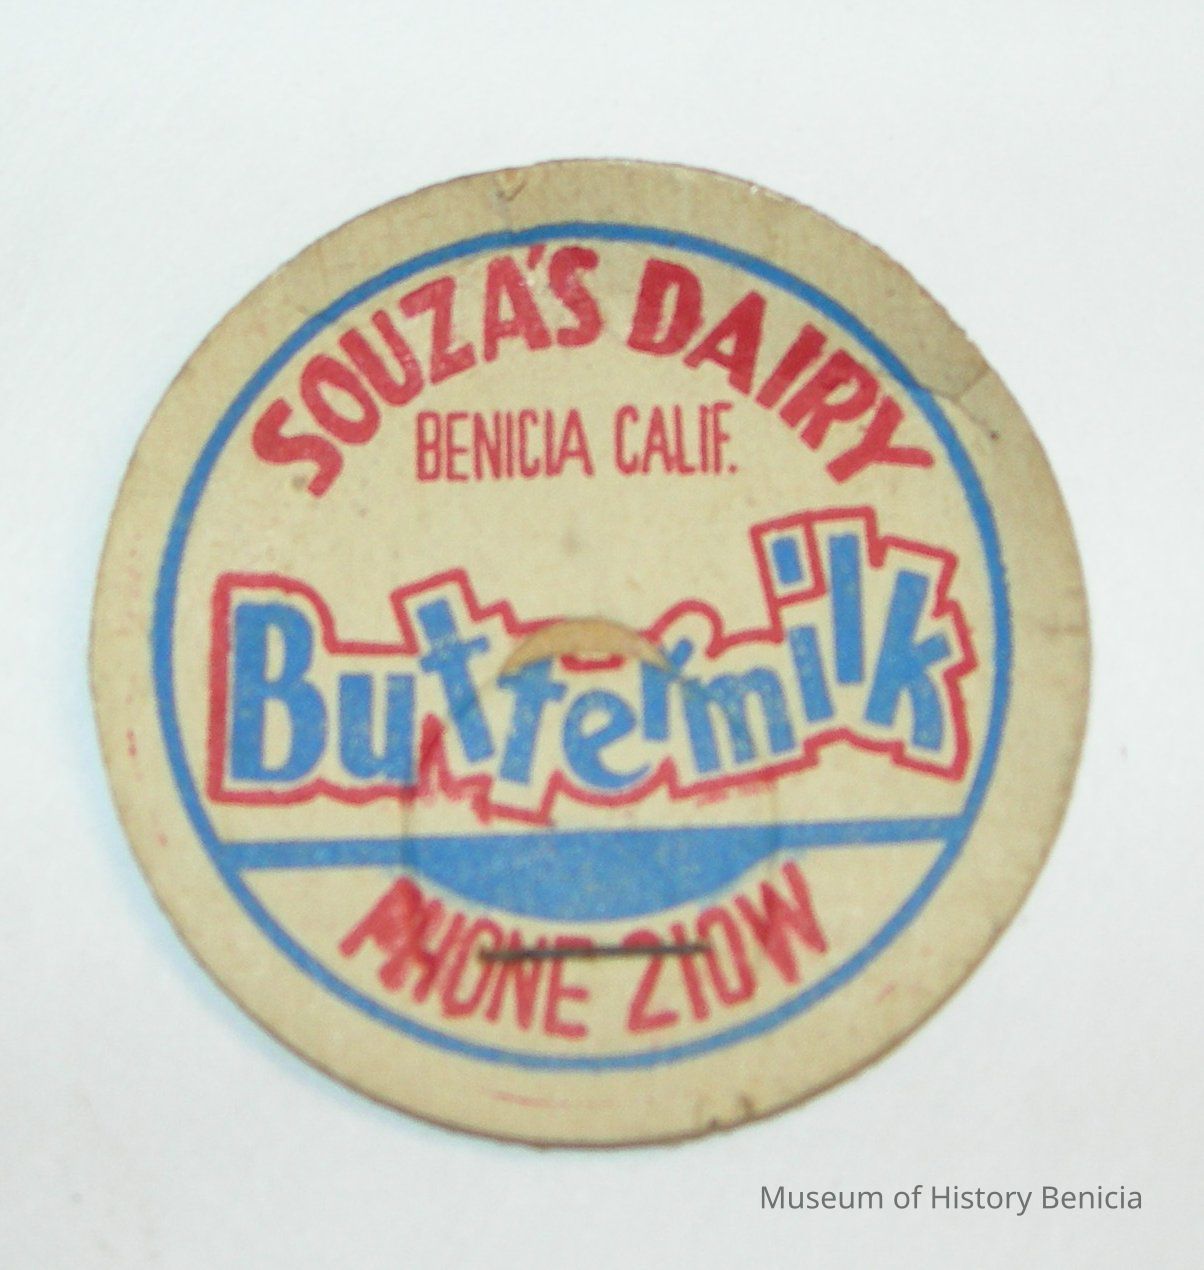 SOUZA'S DAIRY
BENICIA CALIF.
Buttermilk
PHONE 210W
Museum of History Benicia